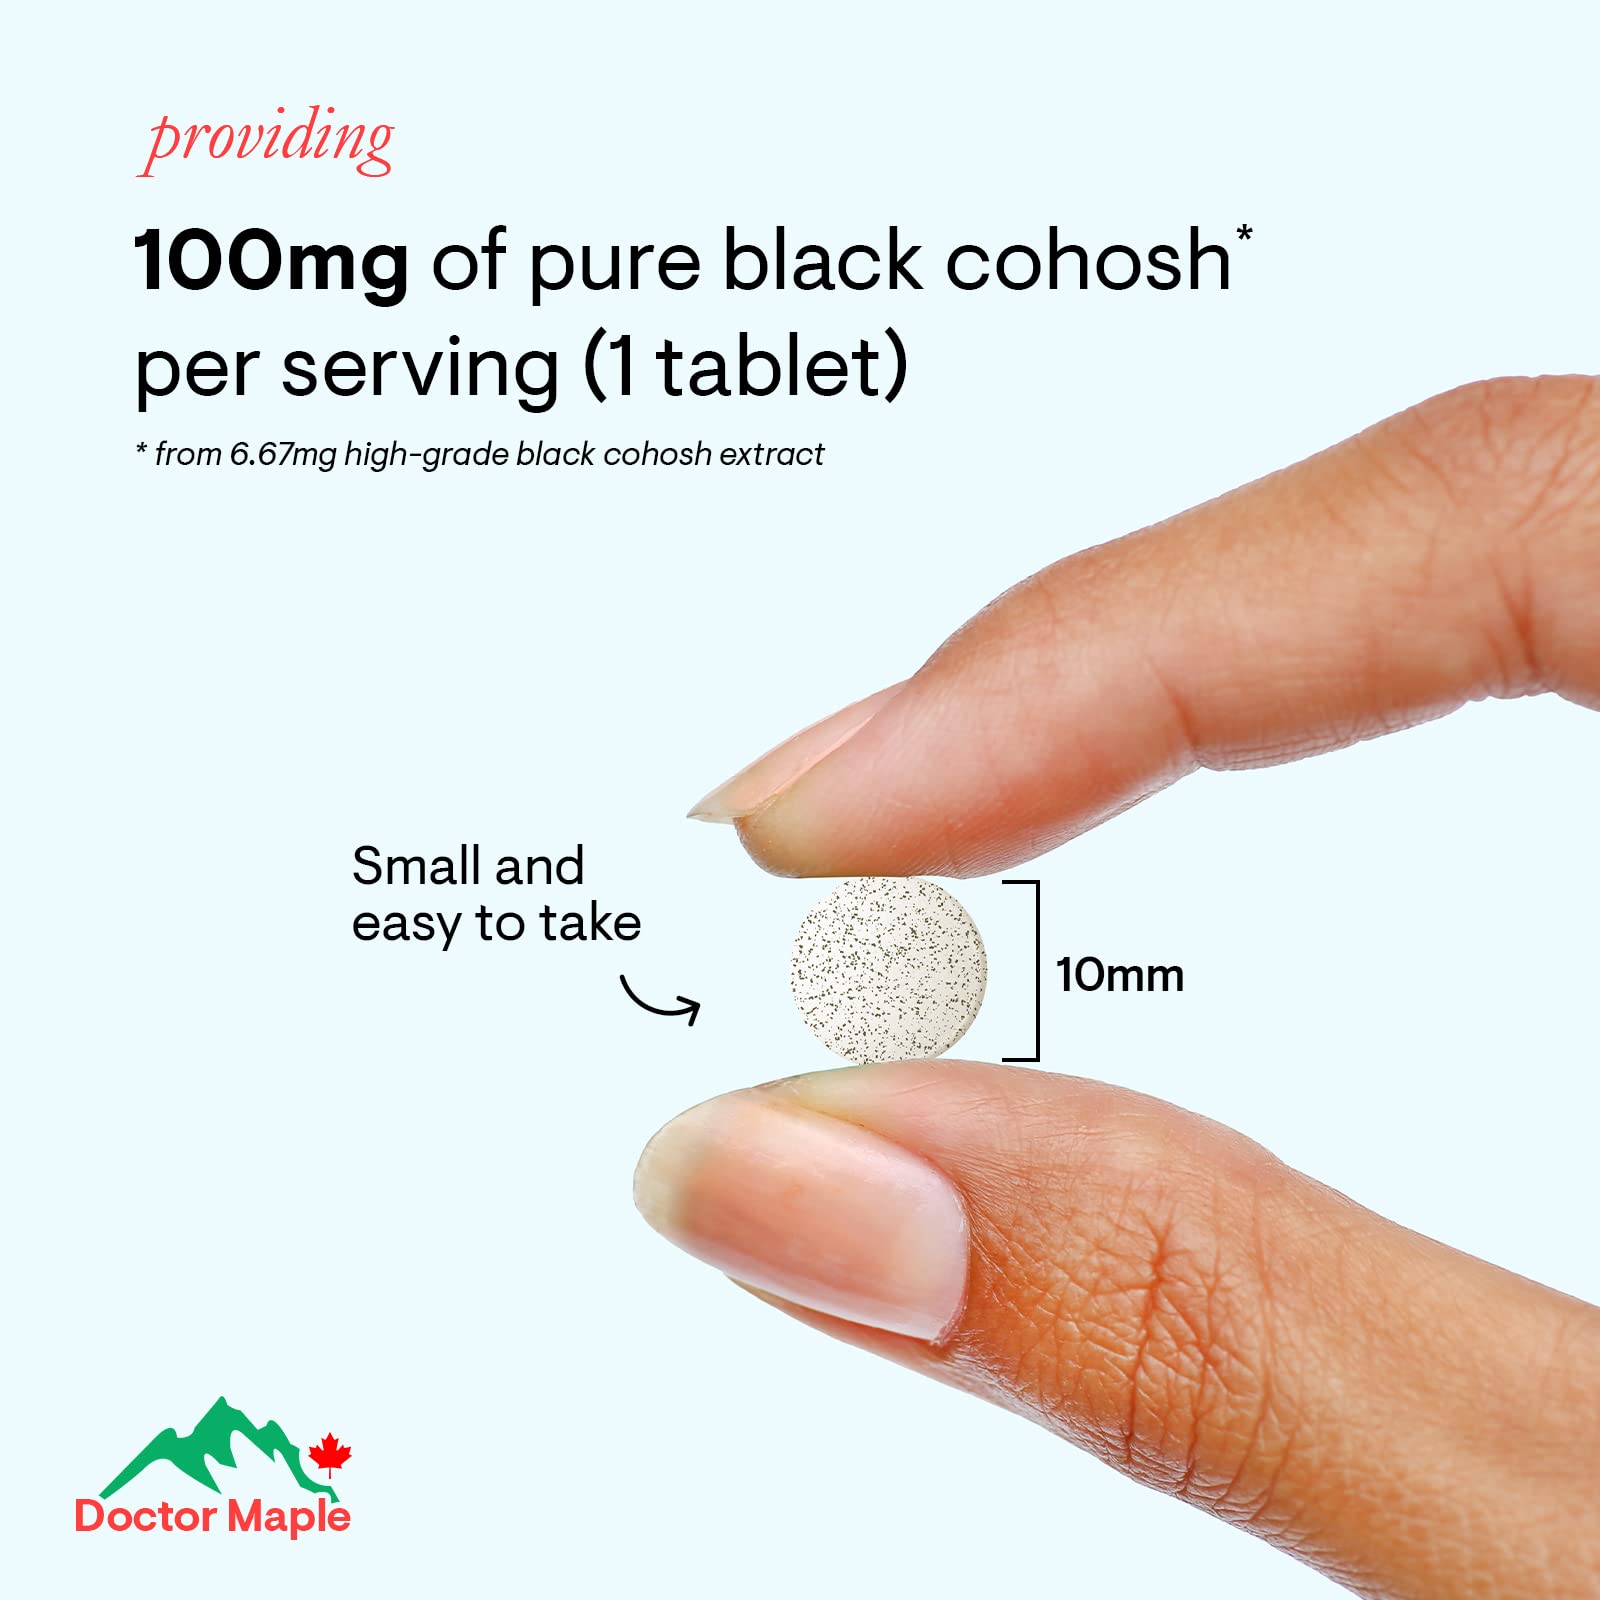 providing
100mg of pure black cohosh*
per serving (1 tablet)
* from 6.67mg high-grade black cohosh extract
Small and
easy to take
10mm
Doctor Maple